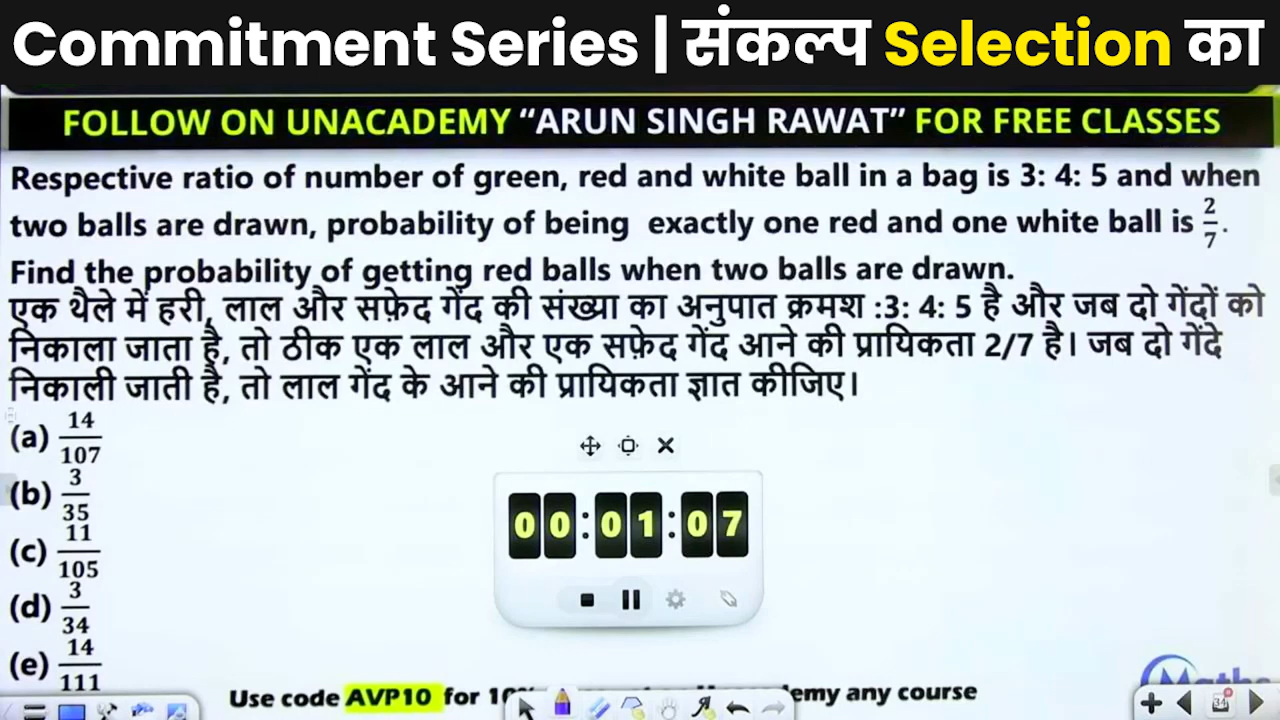 Commitment Series | संकल्प Selection का
FOLLOW ON UNACADEMY “ARUN SINGH RAWAT” FOR FREE CLASSES
Respective ratio of number of green, red and white ball in a bag is 3: 4: 5 and when
two balls are drawn, probability of being exactly one red and one white ball is 2/7.
Find the probability of getting red balls when two balls are drawn.
एक थैले में हरी, लाल और सफ़ेद गेंद की संख्या का अनुपात क्रमश :3: 4: 5 है और जब दो गेंदों को
निकाला जाता है, तो ठीक एक लाल और एक सफ़ेद गेंद आने की प्रायिकता 2/7 है। जब दो गेंदे
निकाली जाती है, तो लाल गेंद के आने की प्रायिकता ज्ञात कीजिए।
(a) 14/107
(b) 3/35
(c) 11/105
(d) 3/34
(e) 14/111
00:01:07
Maths
Use code AVP10 for any course